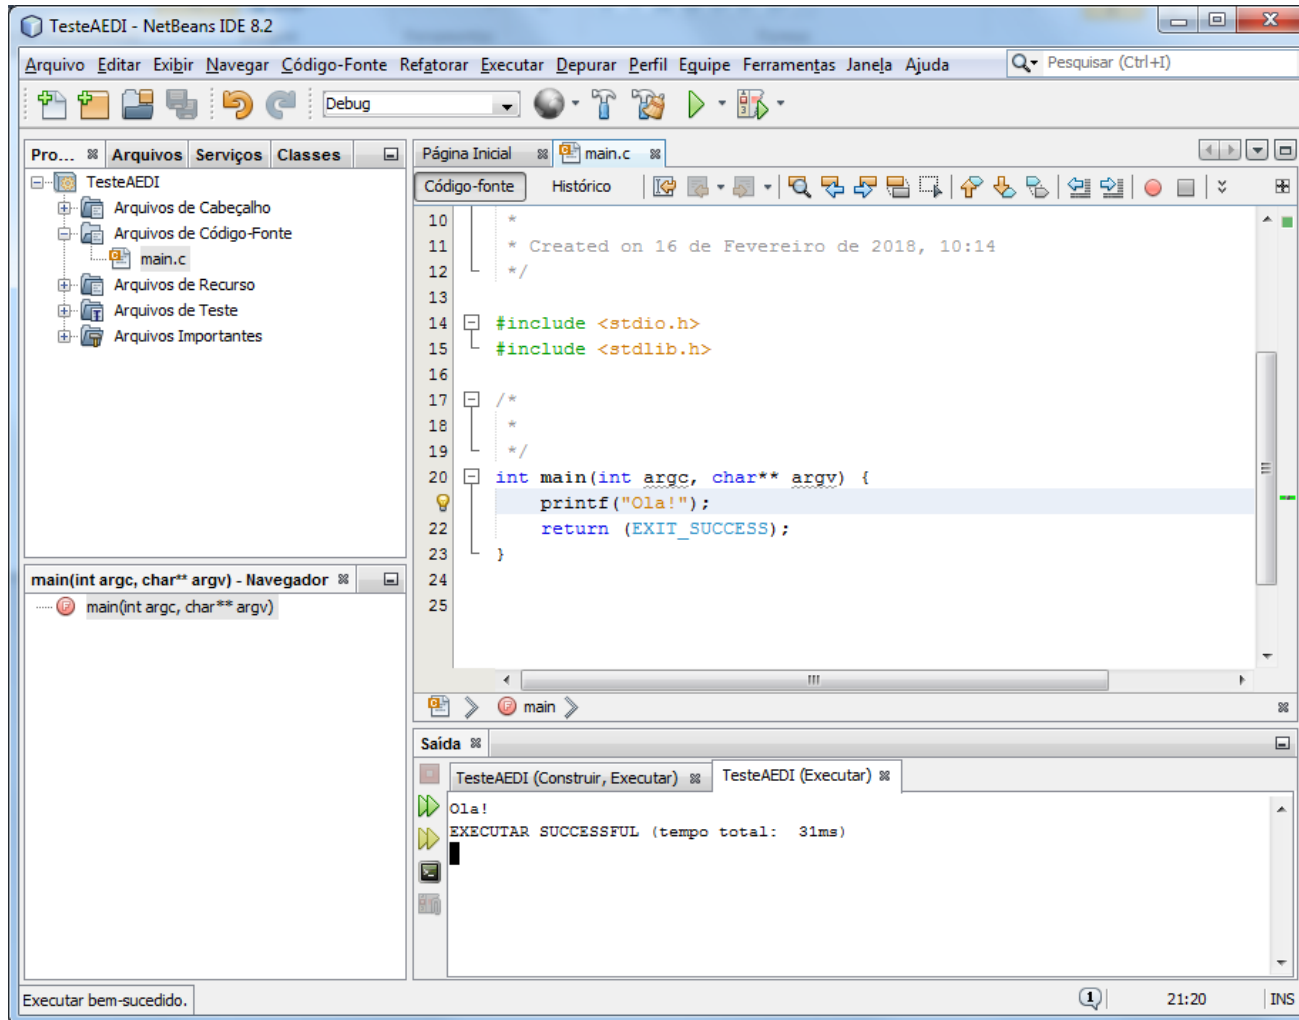 TesteAEDI - NetBeans IDE 8.2
Arquivo Editar Exibir Navegar Código-Fonte Refatorar Executar Depurar Perfil Equipe Ferramentas Janela Ajuda
Pesquisar (Ctrl+I)
Debug
Pro... Arquivos Serviços Classes
TesteAEDI
Arquivos de Cabeçalho
Arquivos de Código-Fonte
main.c
Arquivos de Recurso
Arquivos de Teste
Arquivos Importantes
main(int argc, char** argv) - Navegador
main(int argc, char** argv)
Página Inicial main.c
Código-fonte Histórico
10 *
11 * Created on 16 de Fevereiro de 2018, 10:14
12 */
13
14 #include <stdio.h>
15 #include <stdlib.h>
16
17 /*
18 *
19 */
20 int main(int argc, char** argv) {
printf("Ola!");
22 return (EXIT_SUCCESS);
23 }
24
25
main
Saída
TesteAEDI (Construir, Executar) TesteAEDI (Executar)
Ola!
EXECUTAR SUCCESSFUL (tempo total: 31ms)
Executar bem-sucedido.
1 21:20 INS